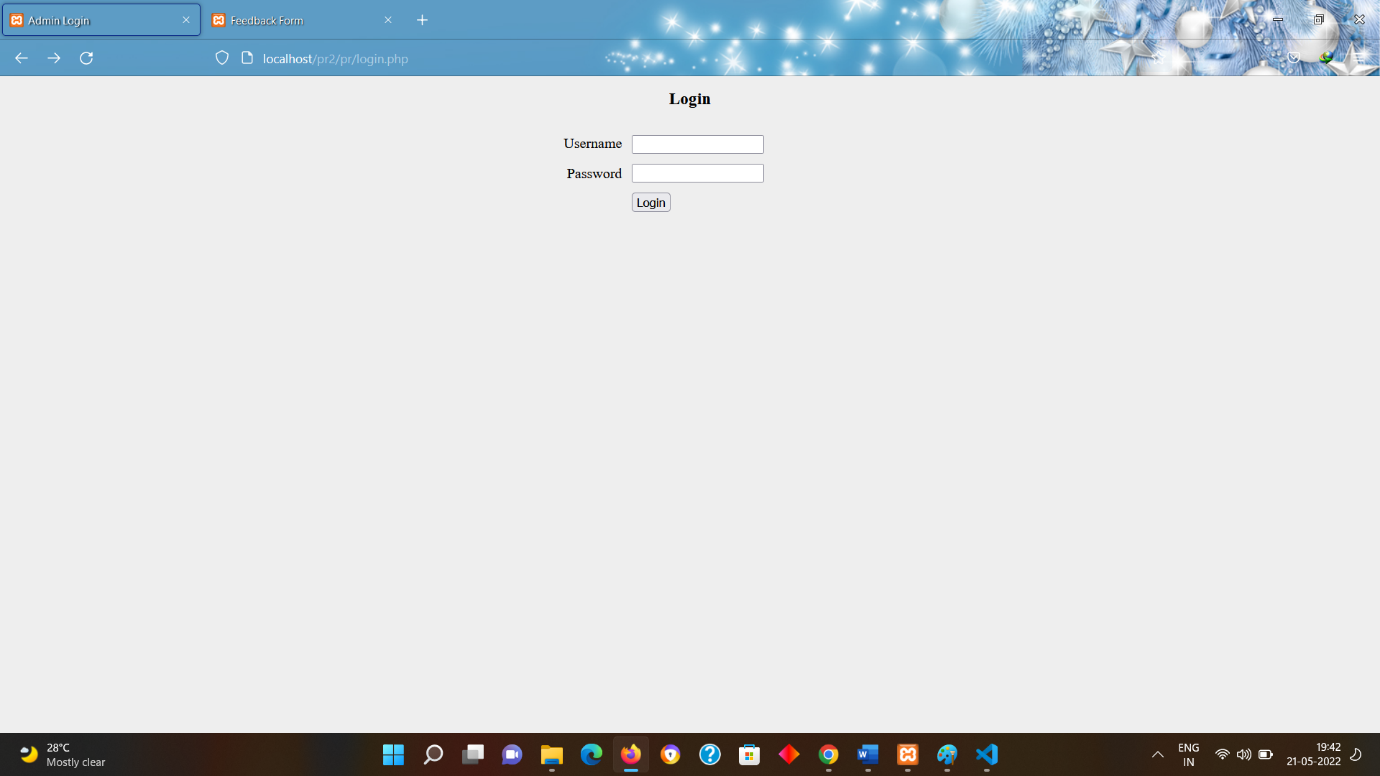 Admin Login
Feedback Form
localhost/pr2/pr/login.php
Login
Username
Password
Login
28°C
Mostly clear
ENG
IN
19:42
21-05-2022